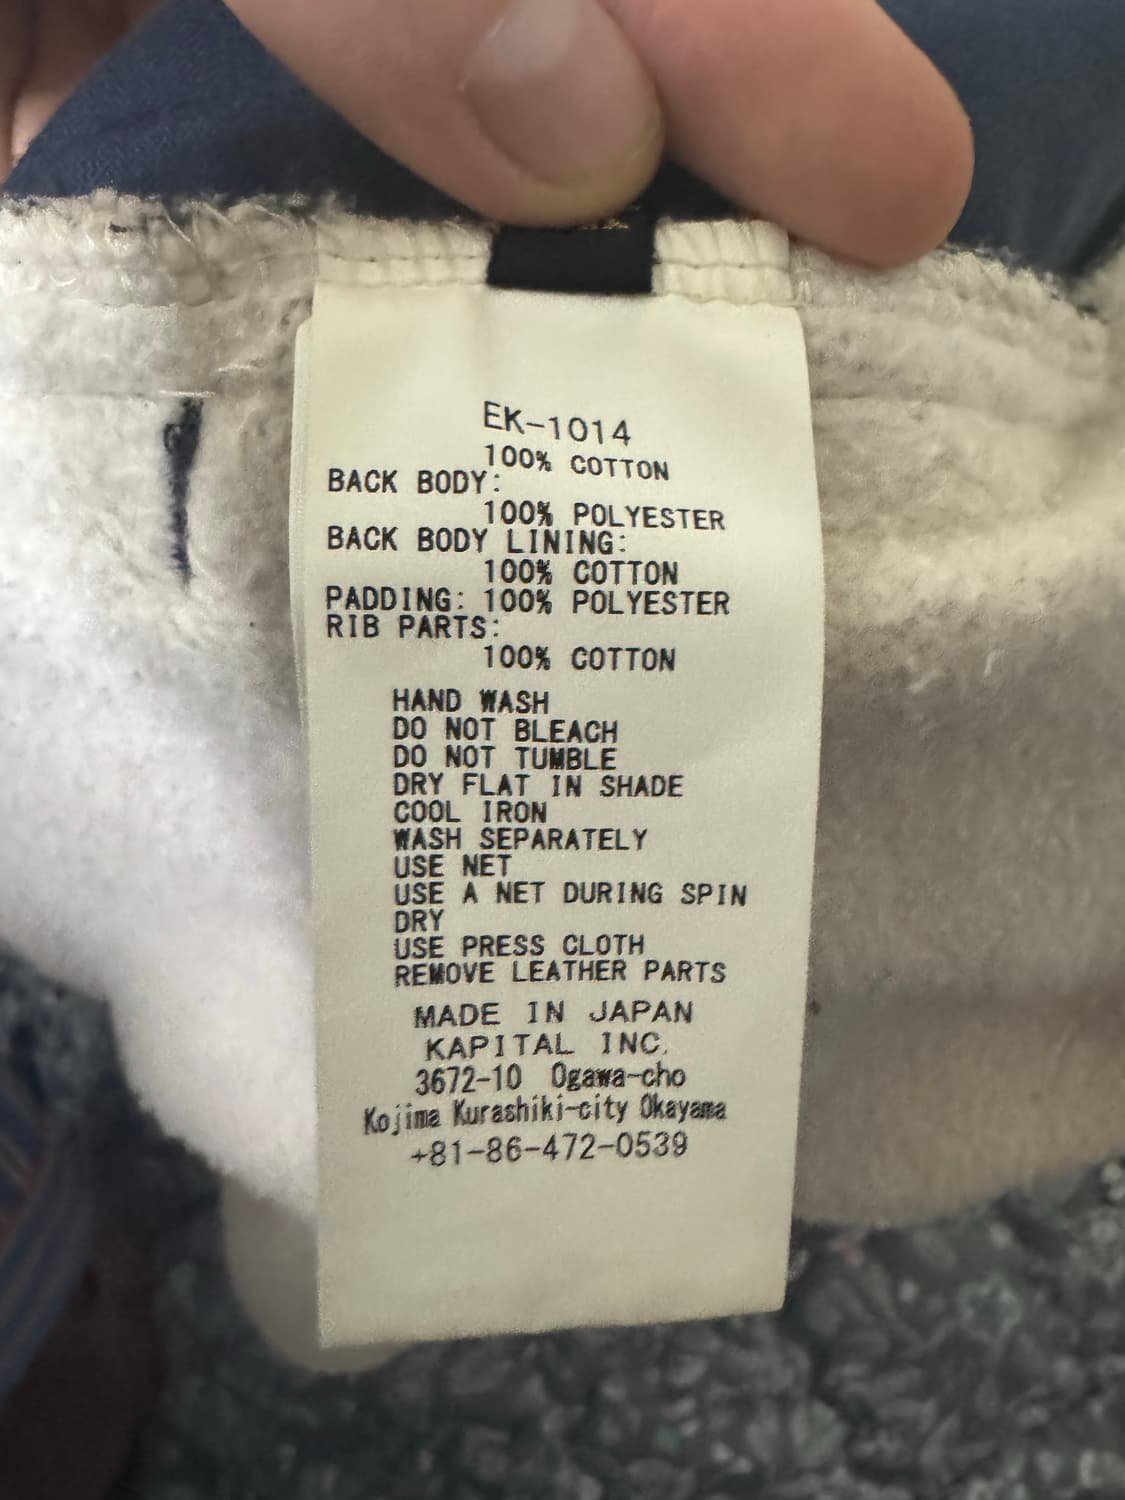 EK-1014
100% COTTON
BACK BODY:
100% POLYESTER
BACK BODY LINING:
100% COTTON
PADDING: 100% POLYESTER
RIB PARTS:
100% COTTON
HAND WASH
DO NOT BLEACH
DO NOT TUMBLE
DRY FLAT IN SHADE
COOL IRON
WASH SEPARATELY
USE NET
USE A NET DURING SPIN
DRY
USE PRESS CLOTH
REMOVE LEATHER PARTS
MADE IN JAPAN
KAPITAL INC.
3672-10 Ogawa-cho
Kojima Kurashiki-city Okayama
+81-86-472-0539